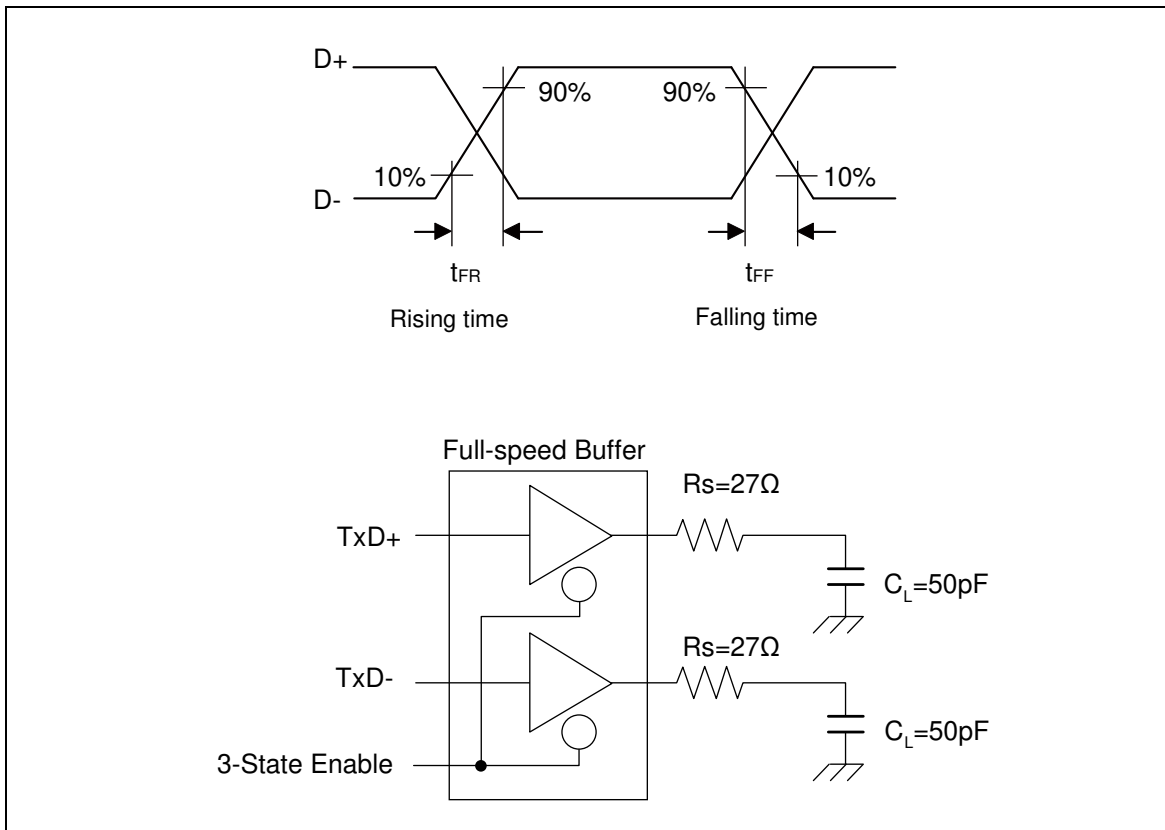 D+
90%
90%
10%
10%
D-
tFR
tFF
Rising time
Falling time
Full-speed Buffer
Rs=27Ω
TxD+
CL=50pF
Rs=27Ω
TxD-
CL=50pF
3-State Enable